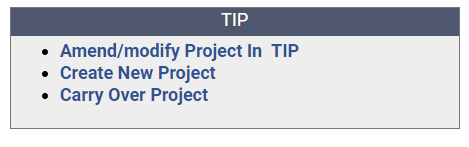 TIP
Amend/modify Project In  TIP
Create New Project
Carry Over Project